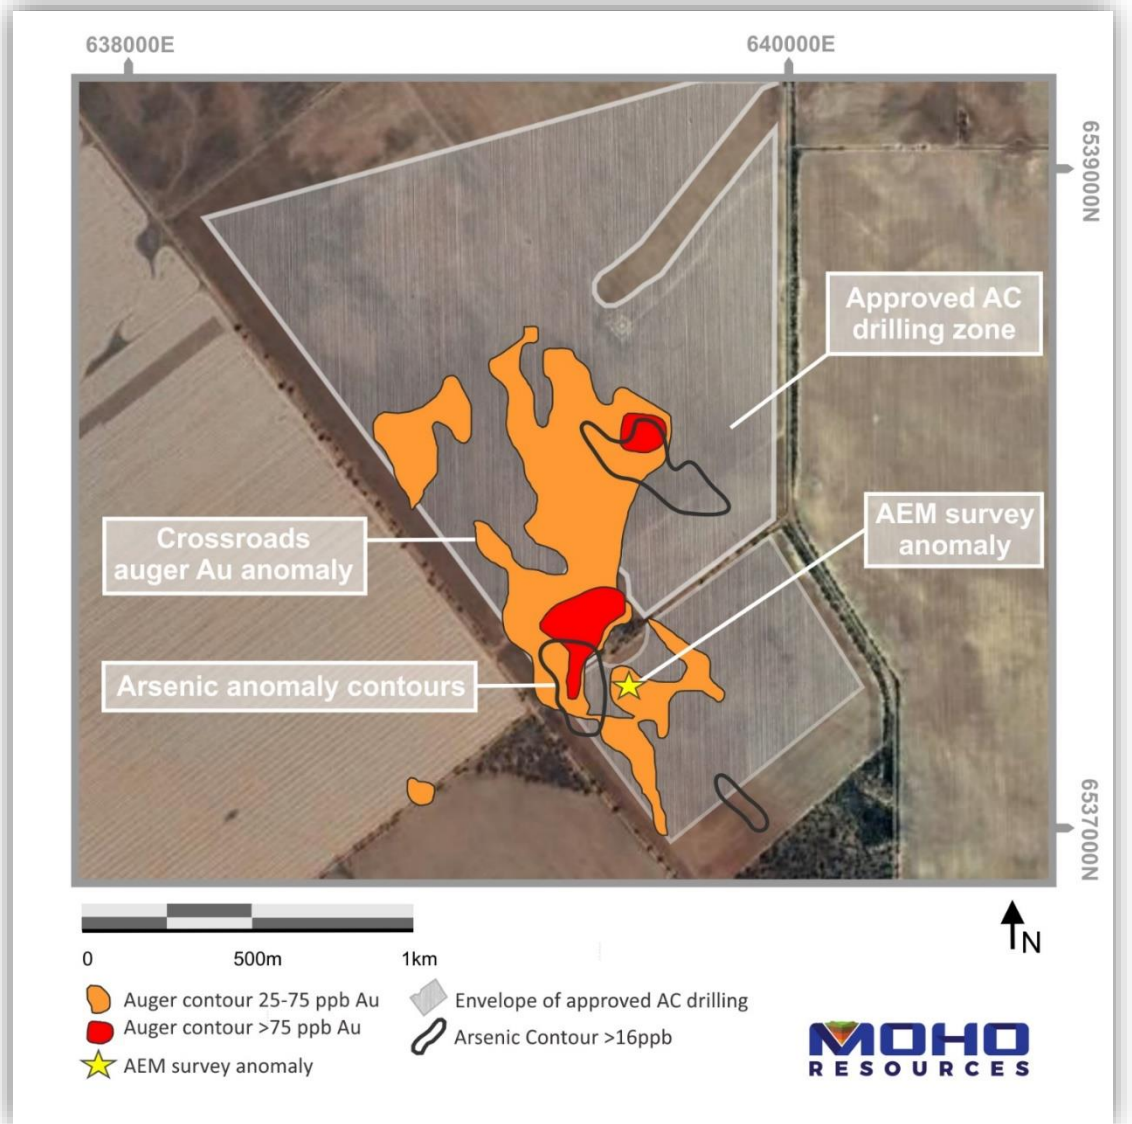 638000E
640000E
6539000N
Approved AC
drilling zone
AEM survey
anomaly
Crossroads
auger Au anomaly
Arsenic anomaly contours
6537000N
N
0
500m
1km
Auger contour 25-75 ppb Au
Auger contour >75 ppb Au
AEM survey anomaly
Envelope of approved AC drilling
Arsenic Contour >16ppb
MOHO
RESOURCES